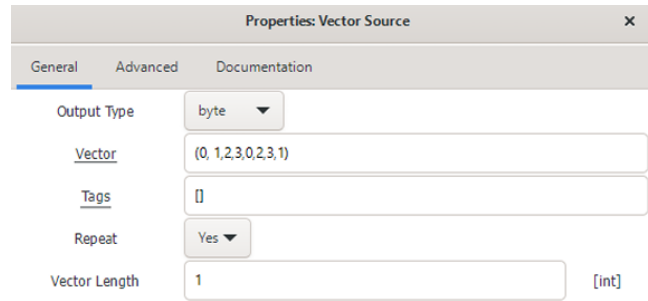 Properties: Vector Source ×
General Advanced Documentation
Output Type byte
Vector (0, 1,2,3,0,2,3,1)
Tags []
Repeat Yes
Vector Length 1 [int]